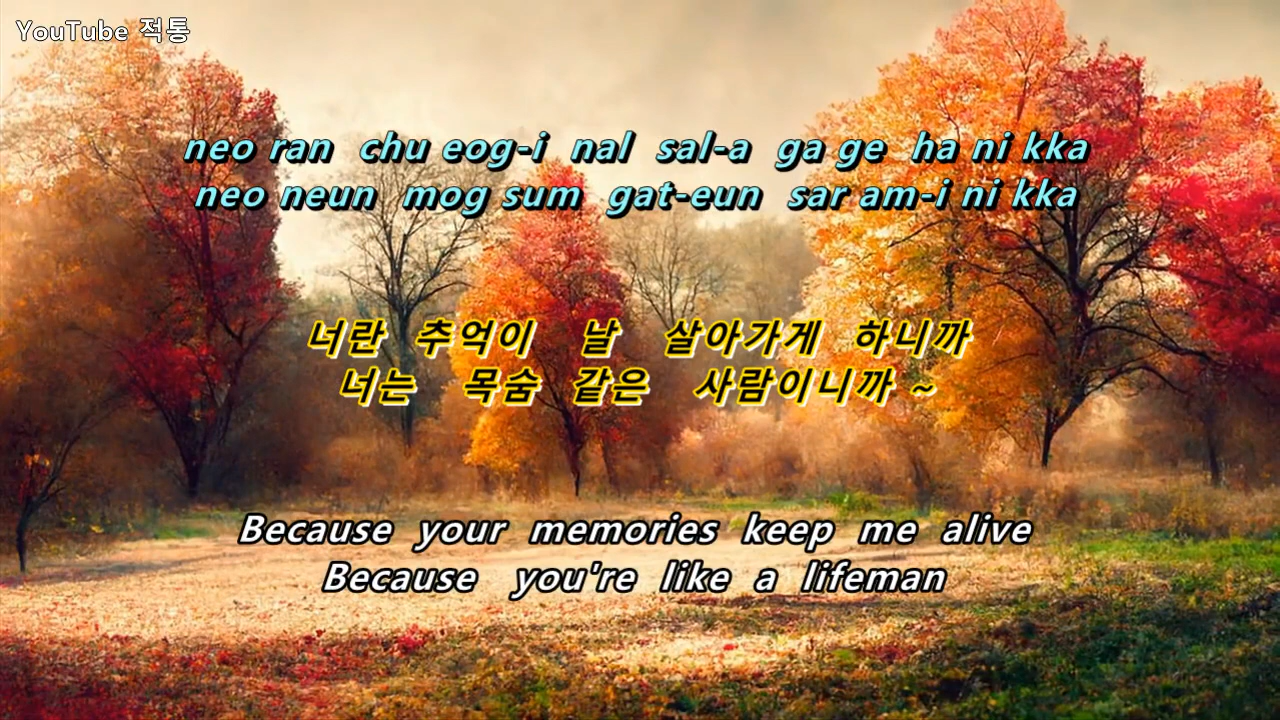 YouTube 적통
neo ran chu eog-i nal sal-a ga ge ha ni kka
neo neun mog sum gat-eun sar am-i ni kka
너란 추억이 날 살아가게 하니까
너는 목숨 같은 사람이니까 ~
Because your memories keep me alive
Because you're like a lifeman